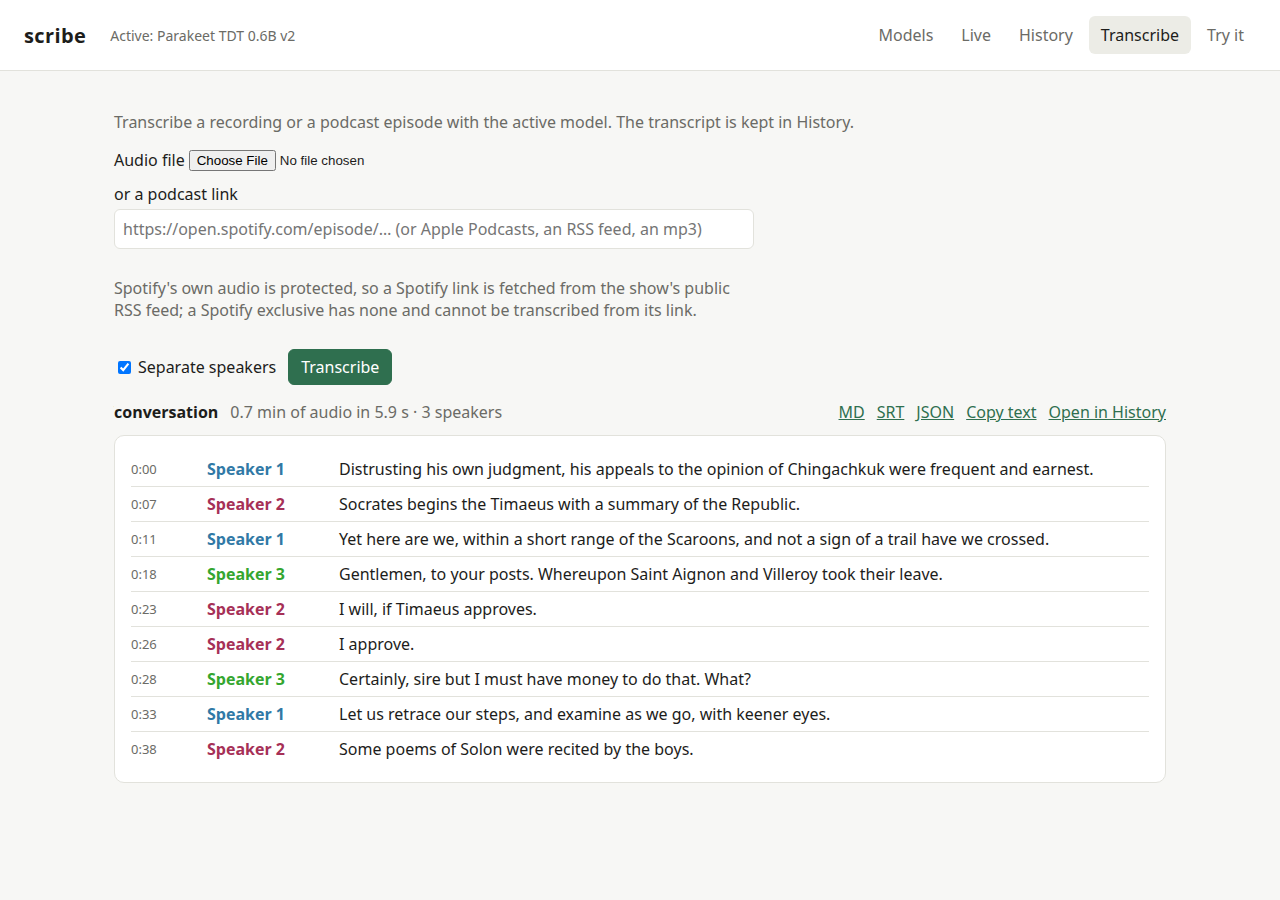 scribe
Active: Parakeet TDT 0.6B v2
Models
Live
History
Transcribe
Try it
Transcribe a recording or a podcast episode with the active model. The transcript is kept in History.
Audio file Choose File No file chosen
or a podcast link
https://open.spotify.com/episode/... (or Apple Podcasts, an RSS feed, an mp3)
Spotify's own audio is protected, so a Spotify link is fetched from the show's public
RSS feed; a Spotify exclusive has none and cannot be transcribed from its link.
Separate speakers Transcribe
conversation 0.7 min of audio in 5.9 s · 3 speakers MD SRT JSON Copy text Open in History
0:00 Speaker 1 Distrusting his own judgment, his appeals to the opinion of Chingachkuk were frequent and earnest.
0:07 Speaker 2 Socrates begins the Timaeus with a summary of the Republic.
0:11 Speaker 1 Yet here are we, within a short range of the Scaroons, and not a sign of a trail have we crossed.
0:18 Speaker 3 Gentlemen, to your posts. Whereupon Saint Aignon and Villeroy took their leave.
0:23 Speaker 2 I will, if Timaeus approves.
0:26 Speaker 2 I approve.
0:28 Speaker 3 Certainly, sire but I must have money to do that. What?
0:33 Speaker 1 Let us retrace our steps, and examine as we go, with keener eyes.
0:38 Speaker 2 Some poems of Solon were recited by the boys.